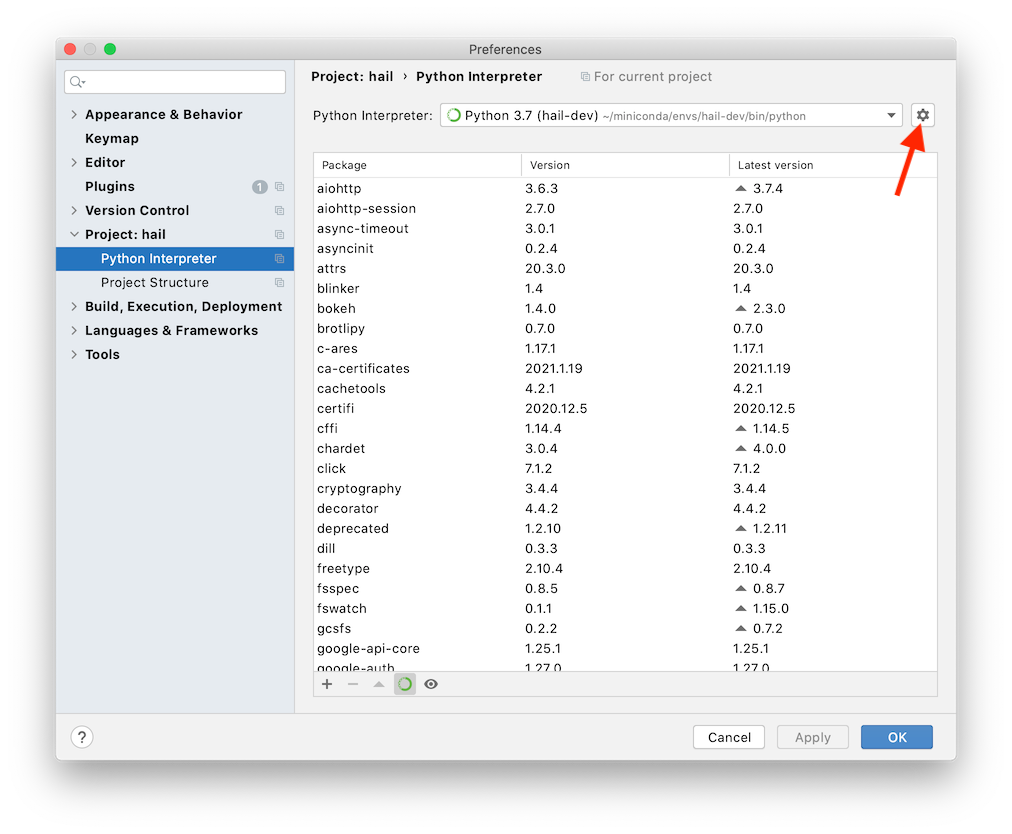 Preferences
Appearance & Behavior
Keymap
Editor
Plugins 1
Version Control
Project: hail
Python Interpreter
Project Structure
Build, Execution, Deployment
Languages & Frameworks
Tools
Project: hail › Python Interpreter For current project
Python Interpreter: Python 3.7 (hail-dev) ~/miniconda/envs/hail-dev/bin/python
Package Version Latest version
aiohttp 3.6.3 3.7.4
aiohttp-session 2.7.0 2.7.0
async-timeout 3.0.1 3.0.1
asyncinit 0.2.4 0.2.4
attrs 20.3.0 20.3.0
blinker 1.4 1.4
bokeh 1.4.0 2.3.0
brotlipy 0.7.0 0.7.0
c-ares 1.17.1 1.17.1
ca-certificates 2021.1.19 2021.1.19
cachetools 4.2.1 4.2.1
certifi 2020.12.5 2020.12.5
cffi 1.14.4 1.14.5
chardet 3.0.4 4.0.0
click 7.1.2 7.1.2
cryptography 3.4.4 3.4.4
decorator 4.4.2 4.4.2
deprecated 1.2.10 1.2.11
dill 0.3.3 0.3.3
freetype 2.10.4 2.10.4
fsspec 0.8.5 0.8.7
fswatch 0.1.1 1.15.0
gcsfs 0.2.2 0.7.2
google-api-core 1.25.1 1.25.1
google-auth 1.27.0 1.27.0
? Cancel Apply OK